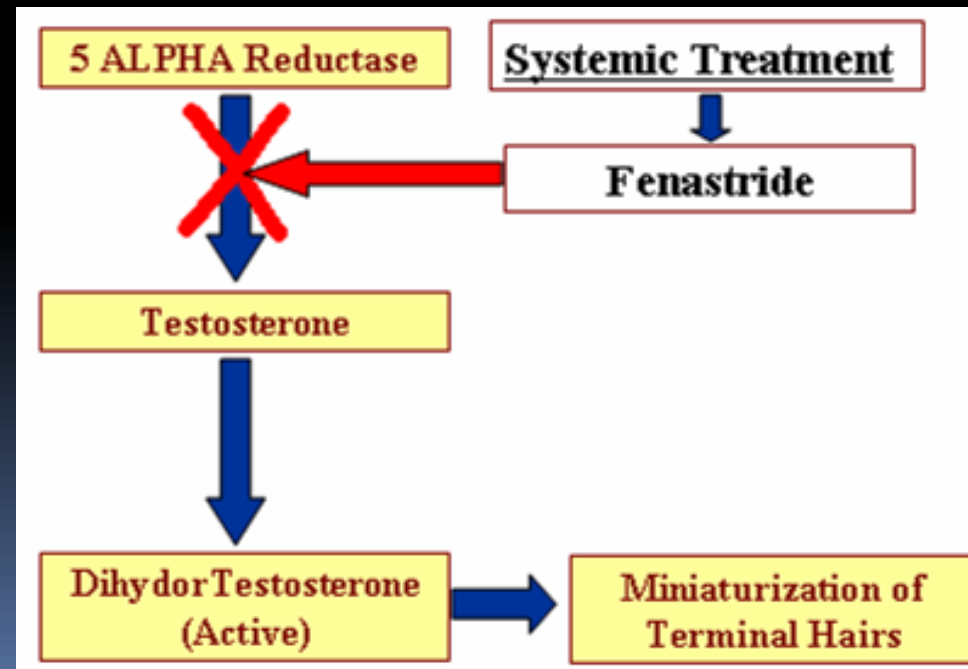 5 ALPHA Reductase
Systemic Treatment
Fenastride
Testosterone
DihydorTestosterone
(Active)
Miniaturization of
Terminal Hairs